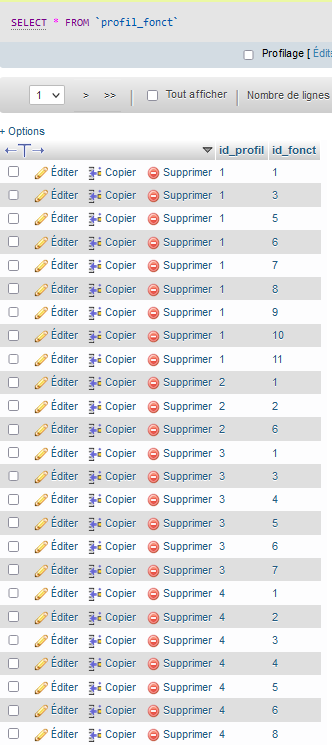 SELECT * FROM `profil_fonct`
Profilage [ Édit
1 > >> Tout afficher Nombre de lignes
+ Options
←T→ id_profil id_fonct
Éditer Copier Supprimer 1 1
Éditer Copier Supprimer 1 3
Éditer Copier Supprimer 1 5
Éditer Copier Supprimer 1 6
Éditer Copier Supprimer 1 7
Éditer Copier Supprimer 1 8
Éditer Copier Supprimer 1 9
Éditer Copier Supprimer 1 10
Éditer Copier Supprimer 1 11
Éditer Copier Supprimer 2 1
Éditer Copier Supprimer 2 2
Éditer Copier Supprimer 2 6
Éditer Copier Supprimer 3 1
Éditer Copier Supprimer 3 3
Éditer Copier Supprimer 3 4
Éditer Copier Supprimer 3 5
Éditer Copier Supprimer 3 6
Éditer Copier Supprimer 3 7
Éditer Copier Supprimer 4 1
Éditer Copier Supprimer 4 2
Éditer Copier Supprimer 4 3
Éditer Copier Supprimer 4 4
Éditer Copier Supprimer 4 5
Éditer Copier Supprimer 4 6
Éditer Copier Supprimer 4 8